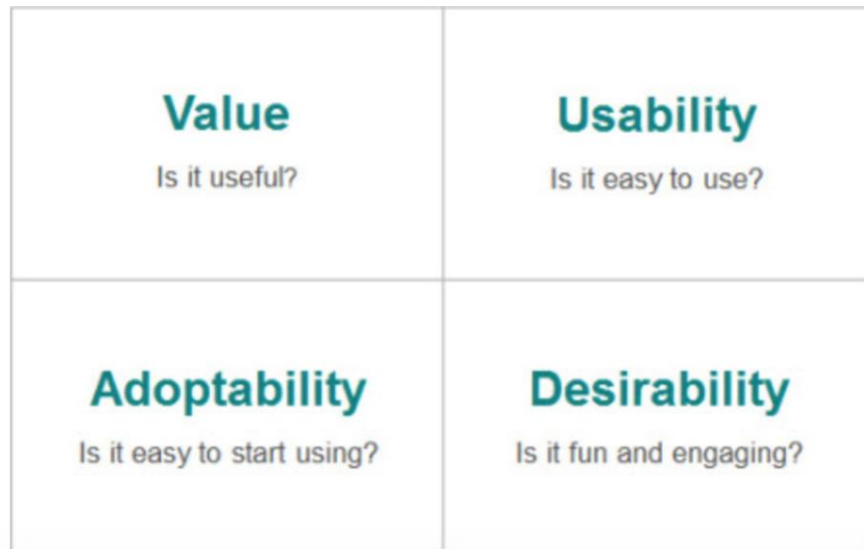 Value
Is it useful?
Usability
Is it easy to use?
Adoptability
Is it easy to start using?
Desirability
Is it fun and engaging?